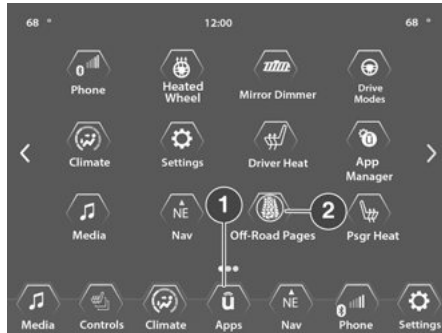 68 ° 12:00 68 °
Phone
Heated
Wheel
Mirror Dimmer
Drive
Modes
Climate
Settings
Driver Heat
App
Manager
Media
NE
Nav
Off-Road Pages
Psgr Heat
1
2
Media
Controls
Climate
Apps
NE
Nav
Phone
Settings